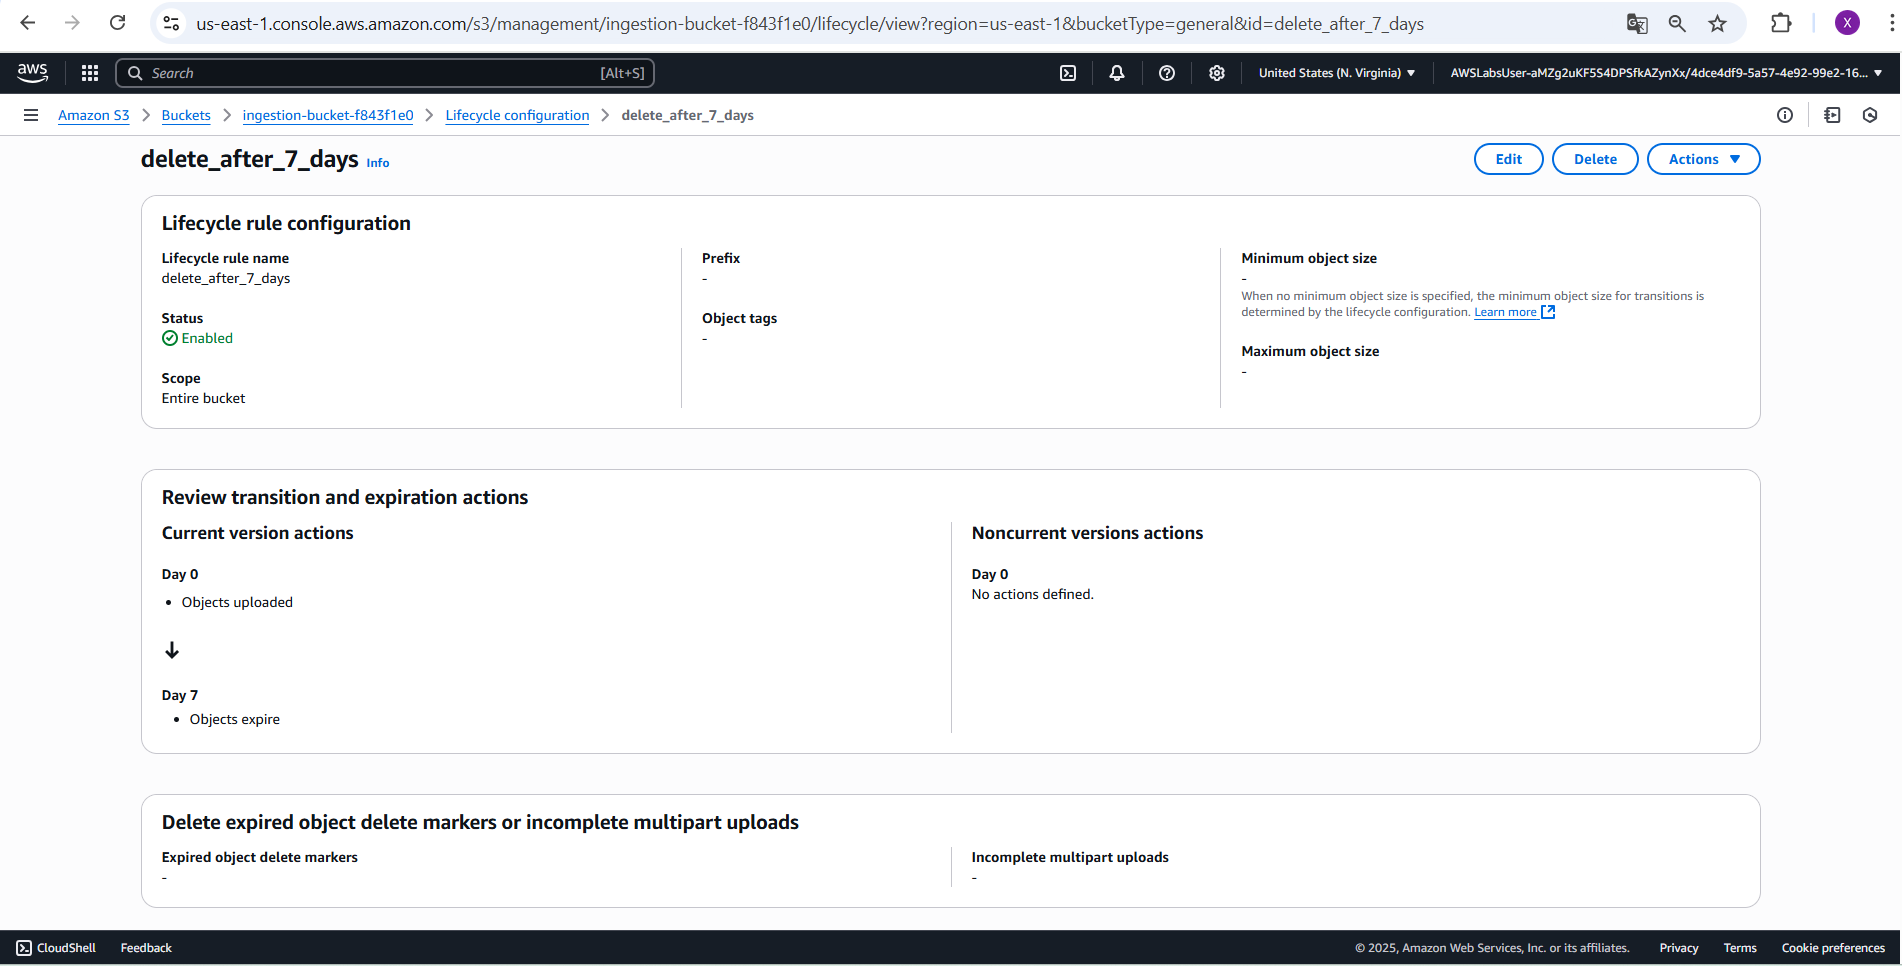 us-east-1.console.aws.amazon.com/s3/management/ingestion-bucket-f843f1e0/lifecycle/view?region=us-east-1&bucketType=general&id=delete_after_7_days
X
aws
Search [Alt+S]
United States (N. Virginia) ▼
AWSLabsUser-aMZg2uKF5S4DPSfkAZynXx/4dce4df9-5a57-4e92-99e2-16... ▼
Amazon S3 > Buckets > ingestion-bucket-f843f1e0 > Lifecycle configuration > delete_after_7_days
delete_after_7_days Info
Edit
Delete
Actions ▼
Lifecycle rule configuration
Lifecycle rule name
delete_after_7_days
Status
Enabled
Scope
Entire bucket
Prefix
-
Object tags
-
Minimum object size
-
When no minimum object size is specified, the minimum object size for transitions is
determined by the lifecycle configuration. Learn more
Maximum object size
-
Review transition and expiration actions
Current version actions
Day 0
• Objects uploaded
↓
Day 7
• Objects expire
Noncurrent versions actions
Day 0
No actions defined.
Delete expired object delete markers or incomplete multipart uploads
Expired object delete markers
-
Incomplete multipart uploads
-
CloudShell
Feedback
© 2025, Amazon Web Services, Inc. or its affiliates.
Privacy
Terms
Cookie preferences